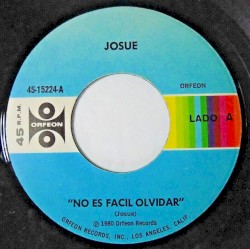 JOSUE
45-15224-A
ORFEON
45 R.P.M.
ORFEON
LADO A
"NO ES FACIL OLVIDAR"
(Josue)
℗ 1980 Orfeon Records
ORFEON RECORDS, INC., LOS ANGELES, CALIF.